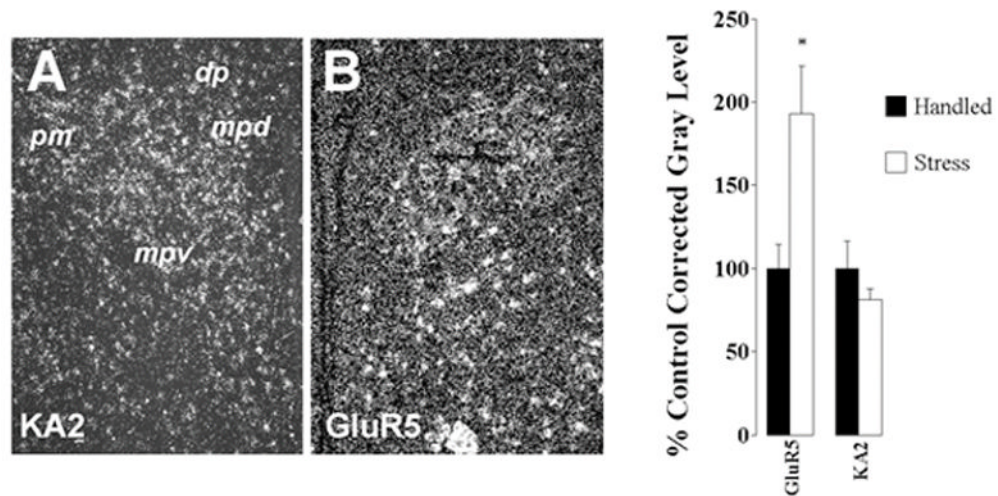 A
dp
pm
mpd
mpv
KA2
B
GluR5
% Control Corrected Gray Level
250
200
150
100
50
0
*
GluR5
KA2
Handled
Stress